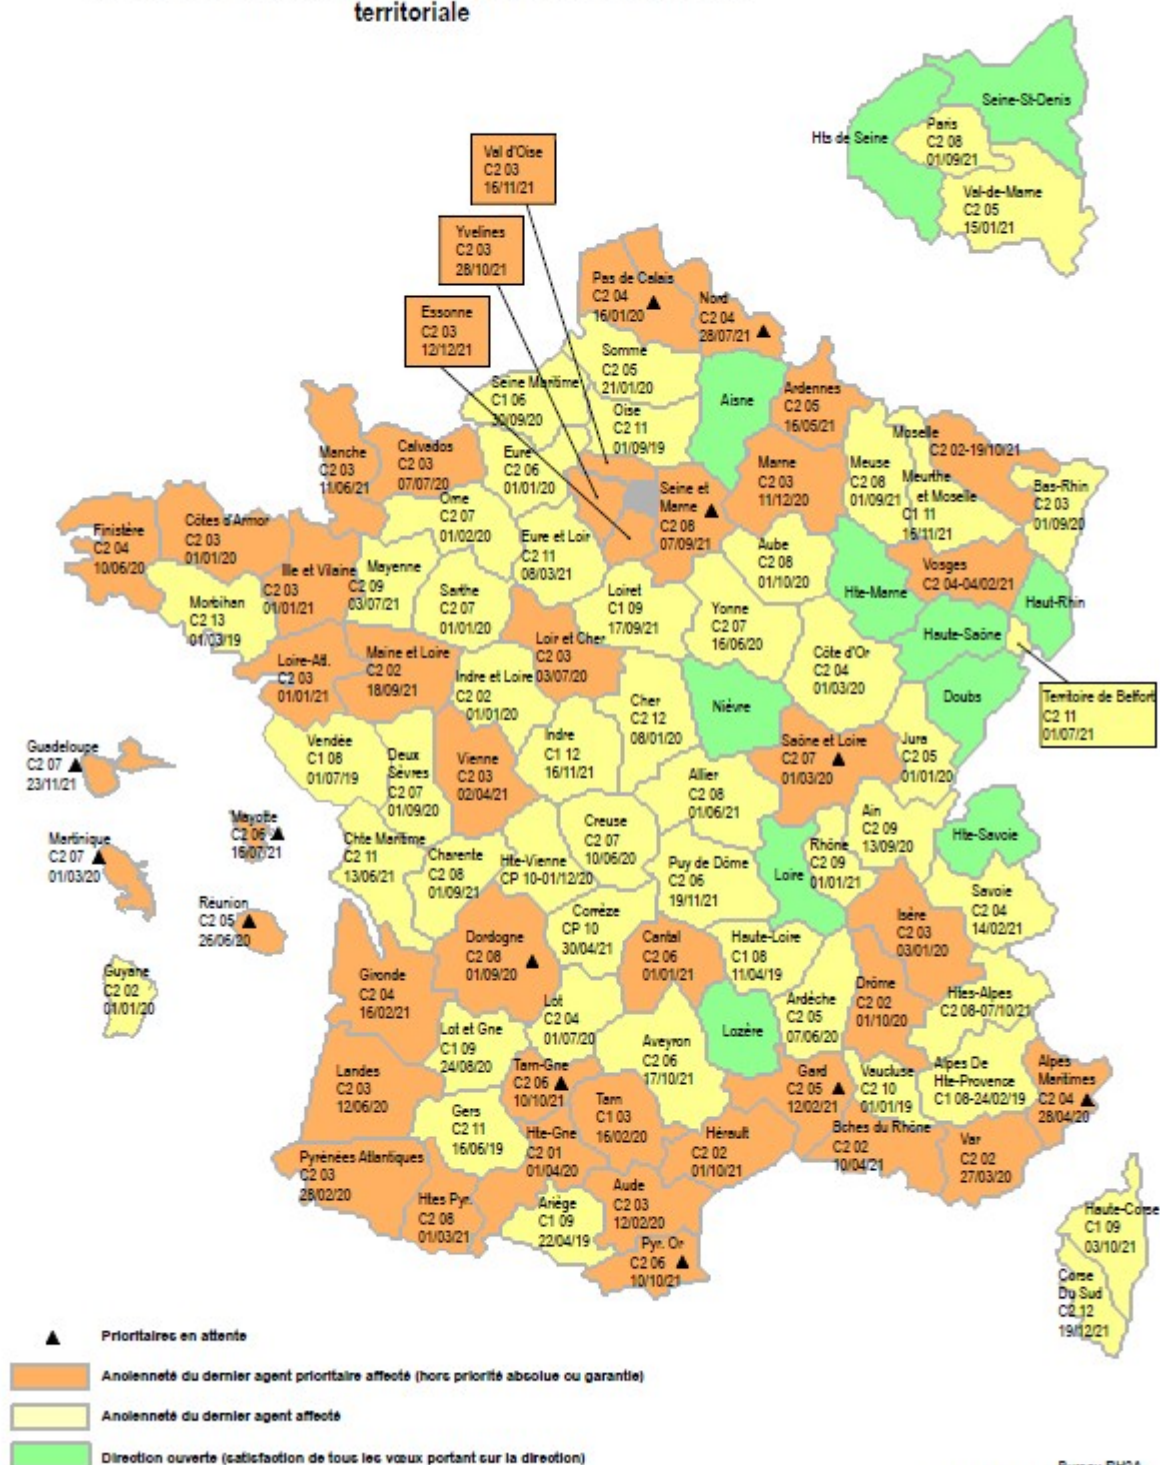 territoriale
Seine-St-Denis
Hts de Seine
Paris
C2 08
01/09/21
Val-de-Marne
C2 05
15/01/21
Val d'Oise
C2 03
16/11/21
Yvelines
C2 03
28/10/21
Essonne
C2 03
12/12/21
Pas de Calais
C2 04
16/01/20
Nord
C2 04
28/07/21
Somme
C2 05
21/01/20
Seine Maritime
C1 06
30/09/20
Oise
C2 11
01/09/19
Aisne
Ardennes
C2 05
16/05/21
Manche
C2 03
11/06/21
Calvados
C2 03
07/07/20
Eure
C2 06
01/01/20
Seine et
Marne
C2 08
07/09/21
Marne
C2 03
11/12/20
Meuse
C2 08
01/09/21
Moselle
C2 02-19/10/21
Meurthe
et Moselle
C1 11
16/11/21
Bas-Rhin
C2 03
01/09/20
Finistère
C2 04
10/06/20
Côtes d'Armor
C2 03
01/01/20
Orne
C2 07
01/02/20
Eure et Loir
C2 11
08/03/21
Aube
C2 08
01/10/20
Vosges
C2 04-04/02/21
Hte-Marne
Haut-Rhin
Ille et Vilaine
C2 03
01/01/21
Mayenne
C2 09
03/07/21
Sarthe
C2 07
01/01/20
Loiret
C1 09
17/09/21
Yonne
C2 07
16/06/20
Haute-Saône
Morbihan
C2 13
01/03/19
Loir et Cher
C2 03
03/07/20
Loire-Atl.
C2 03
01/01/21
Maine et Loire
C2 02
18/09/21
Indre et Loire
C2 02
01/01/20
Côte d'Or
C2 04
01/03/20
Doubs
Territoire de Belfort
C2 11
01/07/21
Nièvre
Cher
C2 12
08/01/20
Guadeloupe
C2 07
23/11/21
Vendée
C1 08
01/07/19
Deux
Sèvres
C2 07
01/09/20
Vienne
C2 03
02/04/21
Indre
C1 12
16/11/21
Saône et Loire
C2 07
01/03/20
Jura
C2 05
01/01/20
Allier
C2 08
01/06/21
Mayotte
C2 06
16/07/21
Martinique
C2 07
01/03/20
Chte Maritime
C2 11
13/06/21
Charente
C2 08
01/09/21
Hte-Vienne
CP 10-01/12/20
Creuse
C2 07
10/06/20
Puy de Dôme
C2 06
19/11/21
Loire
Rhône
C2 09
01/01/21
Ain
C2 09
13/09/20
Hte-Savoie
Savoie
C2 04
14/02/21
Réunion
C2 05
26/06/20
Guyane
C2 02
01/01/20
Corrèze
CP 10
30/04/21
Dordogne
C2 08
01/09/20
Cantal
C2 06
01/01/21
Haute-Loire
C1 08
11/04/19
Isère
C2 03
03/01/20
Gironde
C2 04
16/02/21
Lot
C2 04
01/07/20
Lozère
Ardèche
C2 05
07/06/20
Drôme
C2 02
01/10/20
Htes-Alpes
C2 08-07/10/21
Lot et Gne
C1 09
24/08/20
Aveyron
C2 06
17/10/21
Landes
C2 03
12/06/20
Tarn-Gne
C2 06
10/10/21
Tarn
C1 03
16/02/20
Gard
C2 05
12/02/21
Vaucluse
C2 10
01/01/19
Alpes De
Hte-Provence
C1 08-24/02/19
Alpes
Maritimes
C2 04
28/04/20
Gers
C2 11
16/06/19
Hte-Gne
C2 01
01/04/20
Hérault
C2 02
01/10/21
Bches du Rhône
C2 02
10/04/21
Var
C2 02
27/03/20
Pyrénées Atlantiques
C2 03
28/02/20
Htes Pyr.
C2 08
01/03/21
Ariège
C1 09
22/04/19
Aude
C2 03
12/02/20
Pyr. Or
C2 06
10/10/21
Haute-Corse
C1 09
03/10/21
Corse
Du Sud
C2 12
19/12/21
Prioritaires en attente
Ancienneté du dernier agent prioritaire affecté (hors priorité absolue ou garantie)
Ancienneté du dernier agent affecté
Direction ouverte (satisfaction de tous les vœux portant sur la direction)